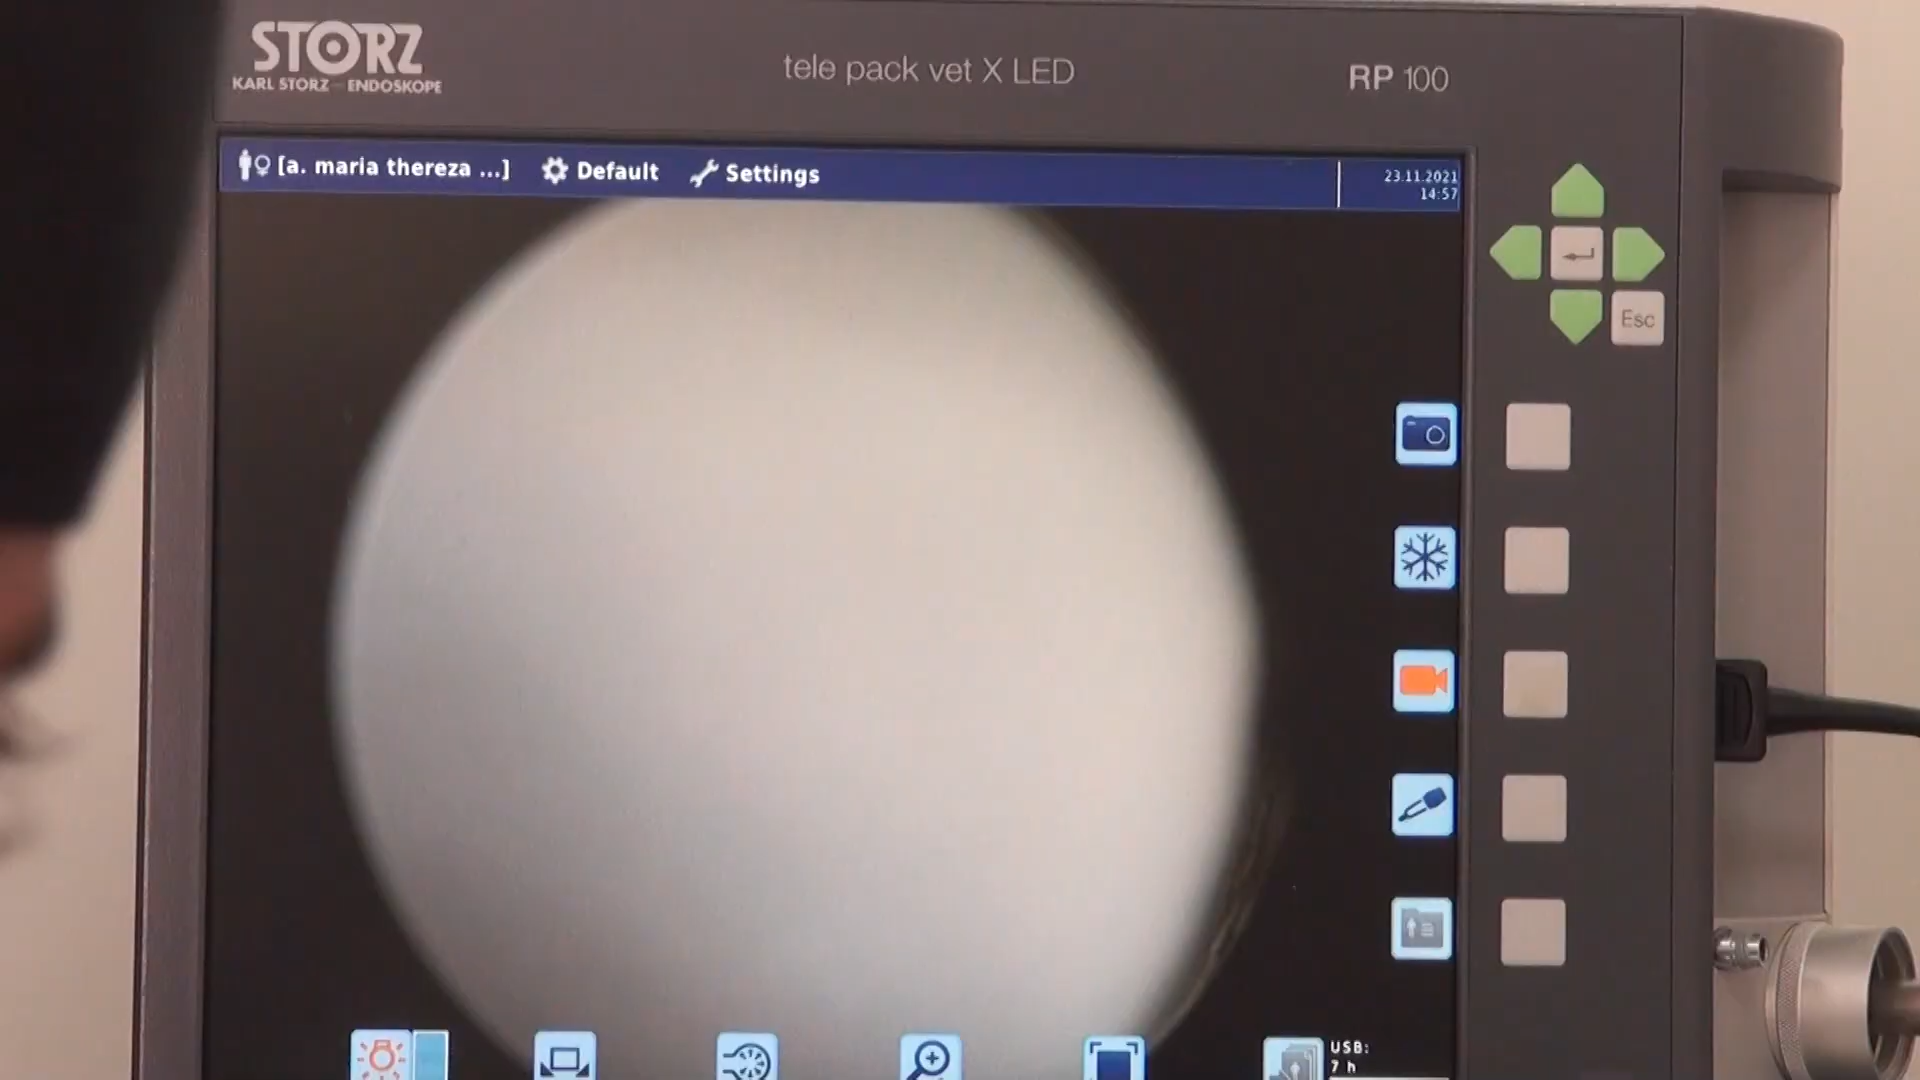 STORZ
KARL STORZ — ENDOSKOPE
tele pack vet X LED
RP 100
[a. maria thereza ...]
Default
Settings
23.11.2021
14:57
Esc
USB:
7 h